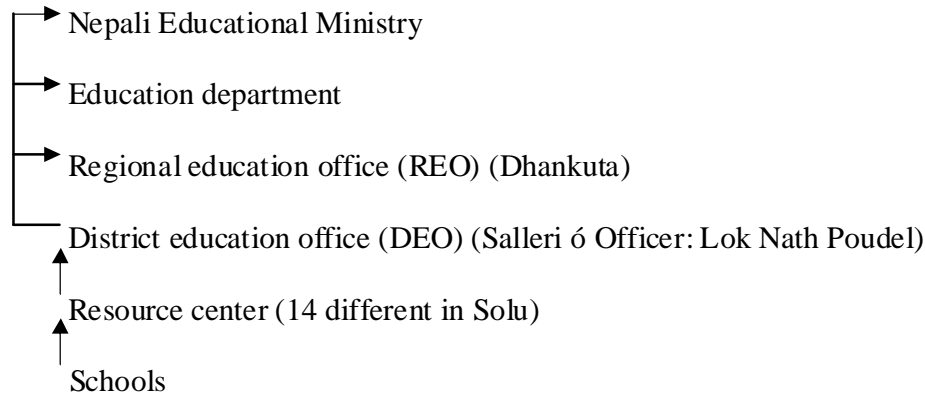 Nepali Educational Ministry
Education department
Regional education office (REO) (Dhankuta)
District education office (DEO) (Salleri ó Officer: Lok Nath Poudel)
Resource center (14 different in Solu)
Schools